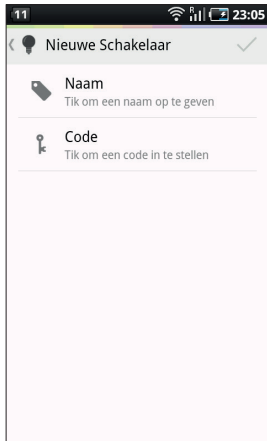 11 R 23:05
Nieuwe Schakelaar
Naam
Tik om een naam op te geven
Code
Tik om een code in te stellen